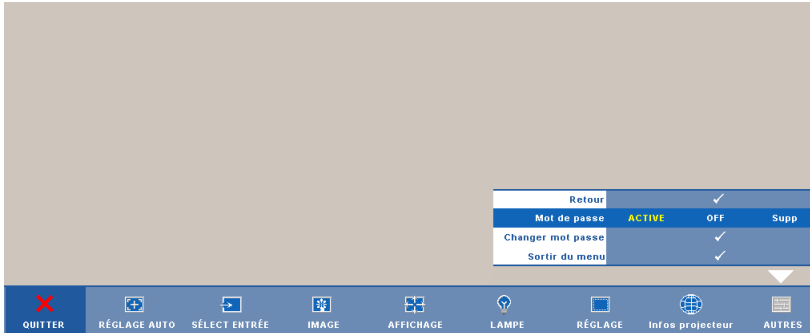 Retour
Mot de passe ACTIVE OFF Supp
Changer mot passe
Sortir du menu
QUITTER RÉGLAGE AUTO SÉLECT ENTRÉE IMAGE AFFICHAGE LAMPE RÉGLAGE Infos projecteur AUTRES